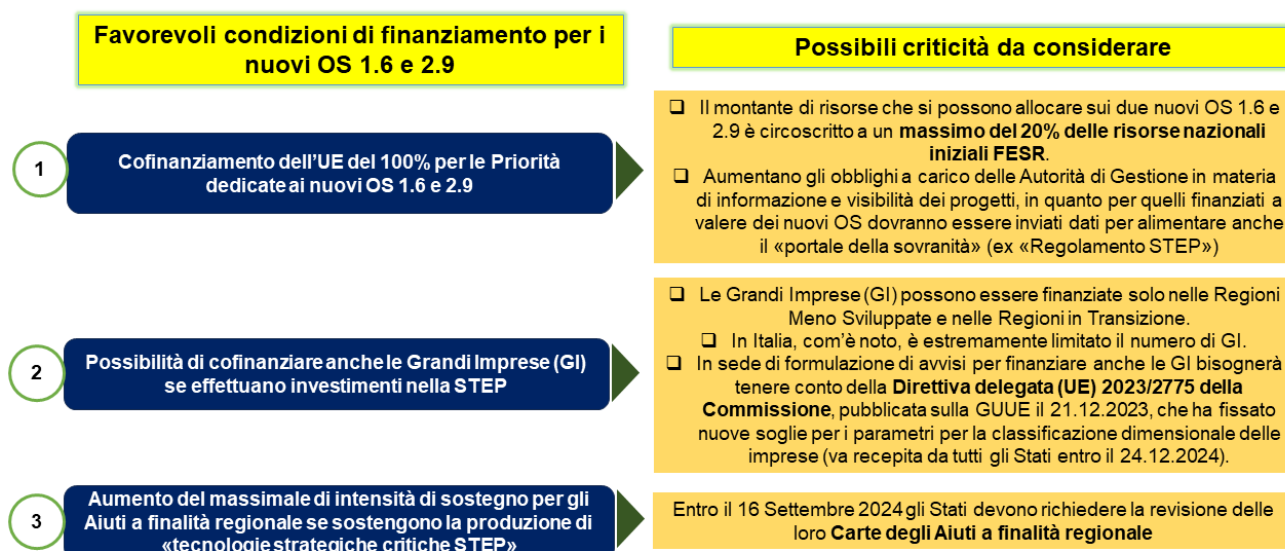 Favorevoli condizioni di finanziamento per i
nuovi OS 1.6 e 2.9
Possibili criticità da considerare
1
Cofinanziamento dell'UE del 100% per le Priorità
dedicate ai nuovi OS 1.6 e 2.9
❑ Il montante di risorse che si possono allocare sui due nuovi OS 1.6 e
2.9 è circoscritto a un massimo del 20% delle risorse nazionali
iniziali FESR.
❑ Aumentano gli obblighi a carico delle Autorità di Gestione in materia
di informazione e visibilità dei progetti, in quanto per quelli finanziati a
valere dei nuovi OS dovranno essere inviati dati per alimentare anche
il «portale della sovranità» (ex «Regolamento STEP»)
2
Possibilità di cofinanziare anche le Grandi Imprese (GI)
se effettuano investimenti nella STEP
❑ Le Grandi Imprese (GI) possono essere finanziate solo nelle Regioni
Meno Sviluppate e nelle Regioni in Transizione.
❑ In Italia, com'è noto, è estremamente limitato il numero di GI.
❑ In sede di formulazione di avvisi per finanziare anche le GI bisognerà
tenere conto della Direttiva delegata (UE) 2023/2775 della
Commissione, pubblicata sulla GUUE il 21.12.2023, che ha fissato
nuove soglie per i parametri per la classificazione dimensionale delle
imprese (va recepita da tutti gli Stati entro il 24.12.2024).
3
Aumento del massimale di intensità di sostegno per gli
Aiuti a finalità regionale se sostengono la produzione di
«tecnologie strategiche critiche STEP»
Entro il 16 Settembre 2024 gli Stati devono richiedere la revisione delle
loro Carte degli Aiuti a finalità regionale